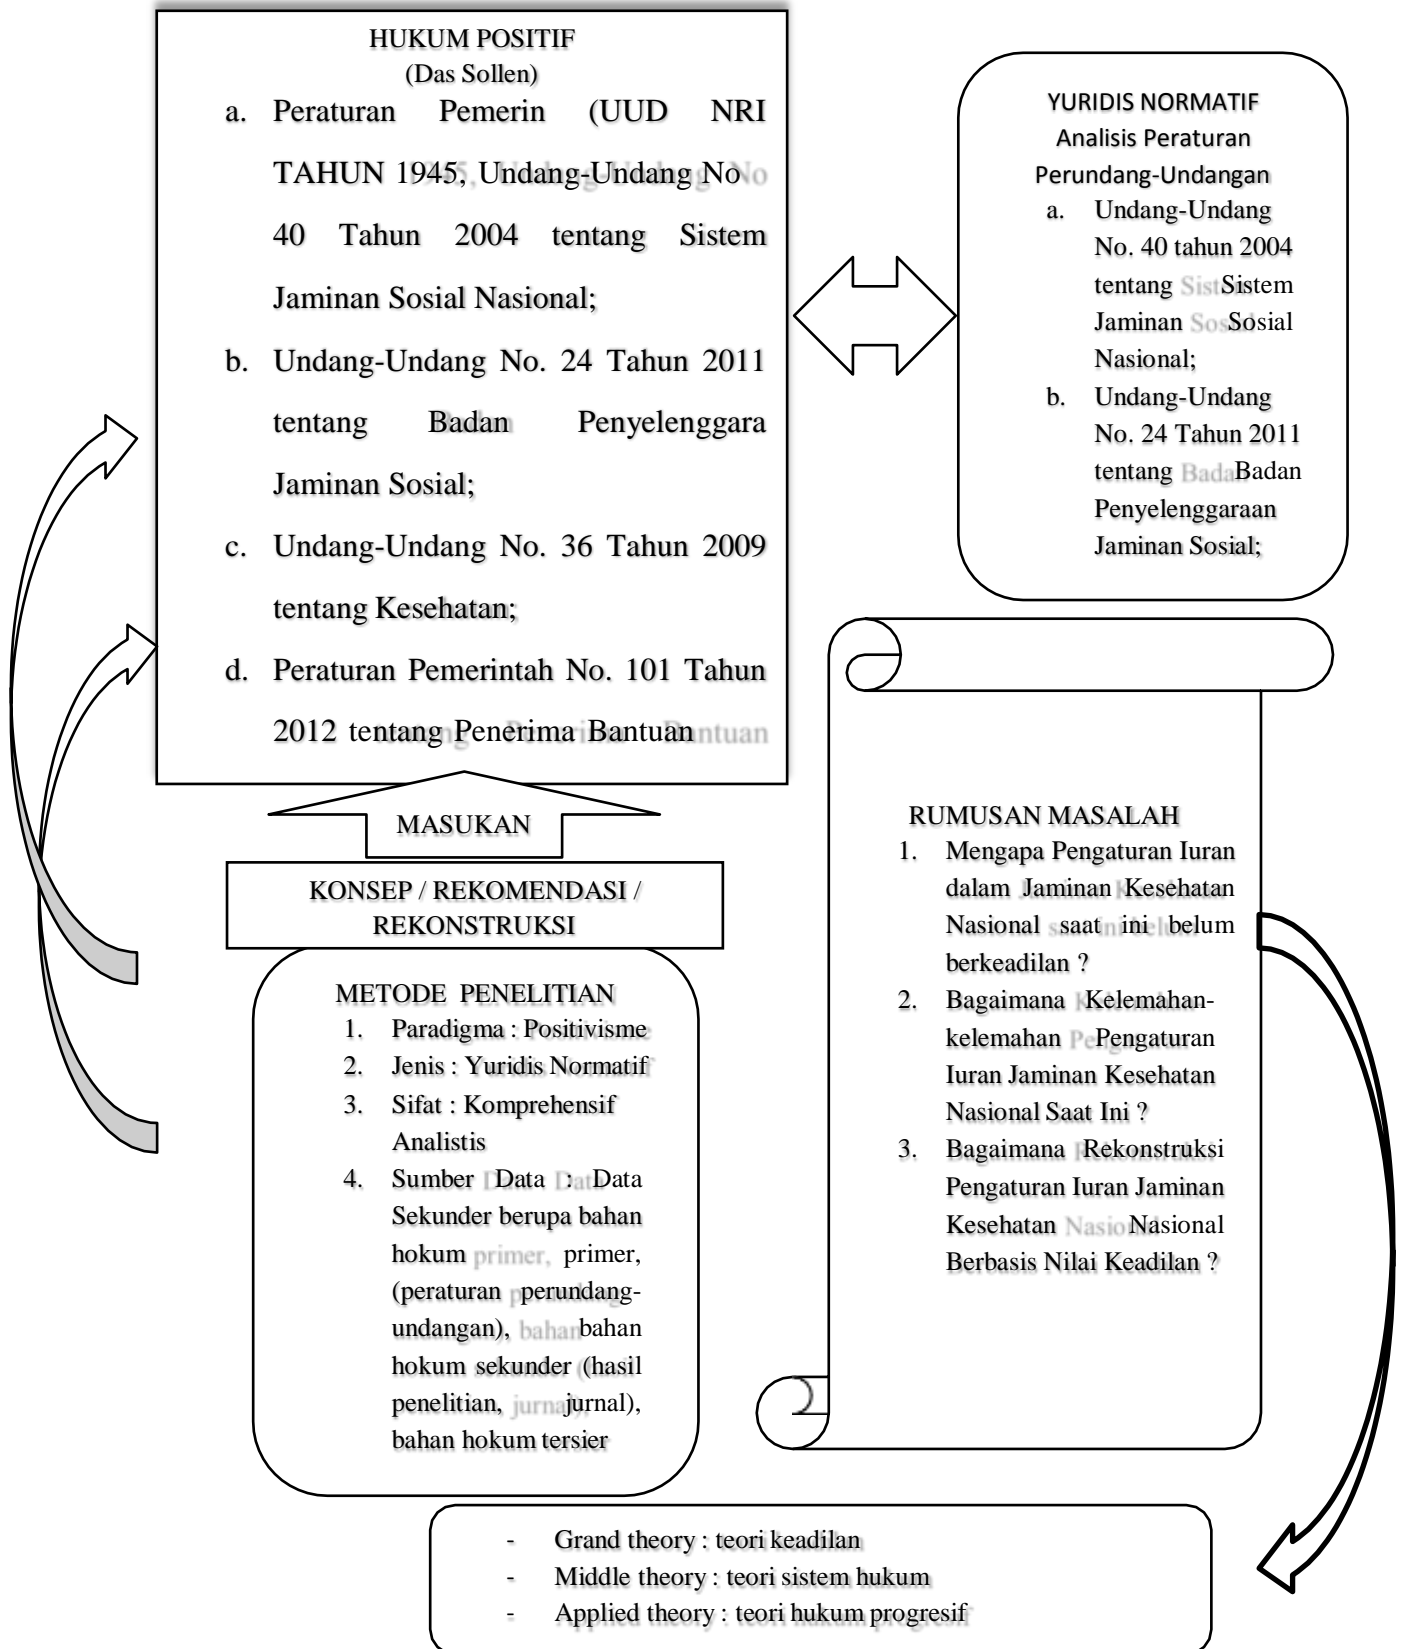 HUKUM POSITIF
(Das Sollen)
a. Peraturan Pemerin (UUD NRI
TAHUN 1945, Undang-Undang No
40 Tahun 2004 tentang Sistem
Jaminan Sosial Nasional;
b. Undang-Undang No. 24 Tahun 2011
tentang Badan Penyelenggara
Jaminan Sosial;
c. Undang-Undang No. 36 Tahun 2009
tentang Kesehatan;
d. Peraturan Pemerintah No. 101 Tahun
2012 tentang Penerima Bantuan
YURIDIS NORMATIF
Analisis Peraturan
Perundang-Undangan
a. Undang-Undang
No. 40 tahun 2004
tentang Sistem
Jaminan Sosial
Nasional;
b. Undang-Undang
No. 24 Tahun 2011
tentang Badan
Penyelenggaraan
Jaminan Sosial;
MASUKAN
KONSEP / REKOMENDASI /
REKONSTRUKSI
METODE PENELITIAN
1. Paradigma : Positivisme
2. Jenis : Yuridis Normatif
3. Sifat : Komprehensif
Analistis
4. Sumber Data : Data
Sekunder berupa bahan
hokum primer,
(peraturan perundang-
undangan), bahan
hokum sekunder (hasil
penelitian, jurnal),
bahan hokum tersier
RUMUSAN MASALAH
1. Mengapa Pengaturan Iuran
dalam Jaminan Kesehatan
Nasional saat ini belum
berkeadilan ?
2. Bagaimana Kelemahan-
kelemahan Pengaturan
Iuran Jaminan Kesehatan
Nasional Saat Ini ?
3. Bagaimana Rekonstruksi
Pengaturan Iuran Jaminan
Kesehatan Nasional
Berbasis Nilai Keadilan ?
- Grand theory : teori keadilan
- Middle theory : teori sistem hukum
- Applied theory : teori hukum progresif